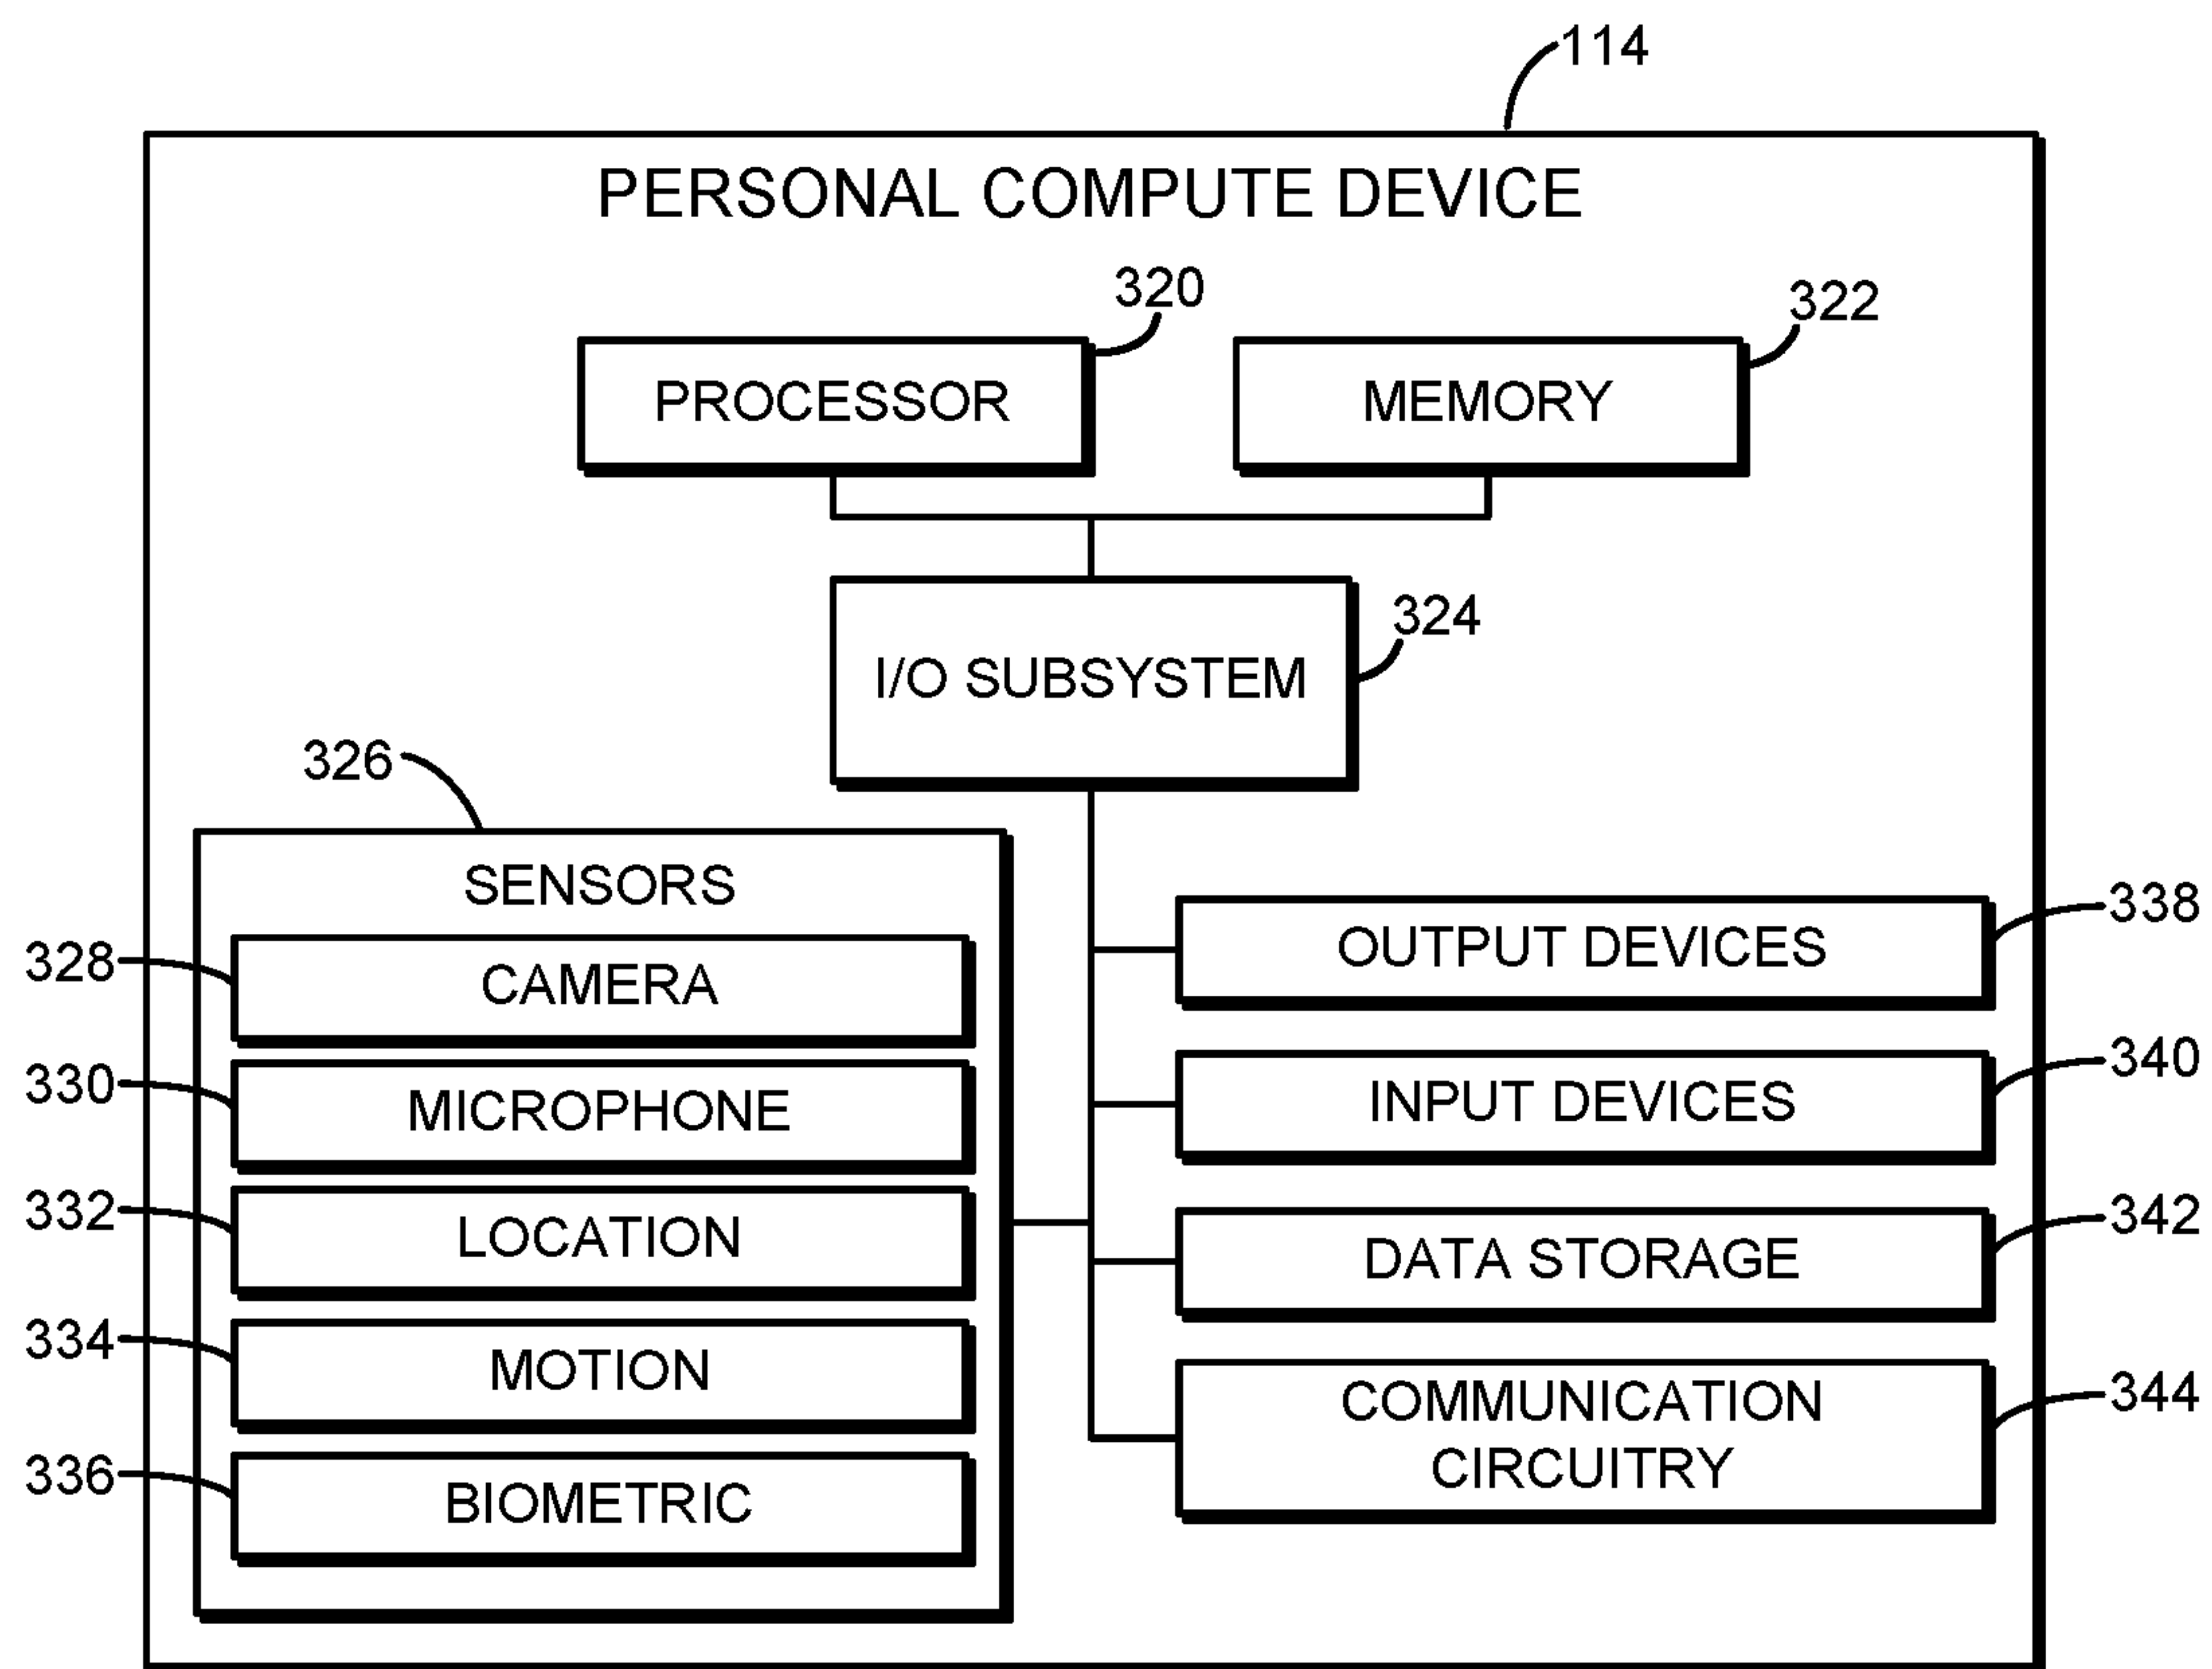 114
PERSONAL COMPUTE DEVICE
320
322
PROCESSOR
MEMORY
324
I/O SUBSYSTEM
326
SENSORS
328
CAMERA
330
MICROPHONE
332
LOCATION
334
MOTION
336
BIOMETRIC
338
OUTPUT DEVICES
340
INPUT DEVICES
342
DATA STORAGE
344
COMMUNICATION
CIRCUITRY